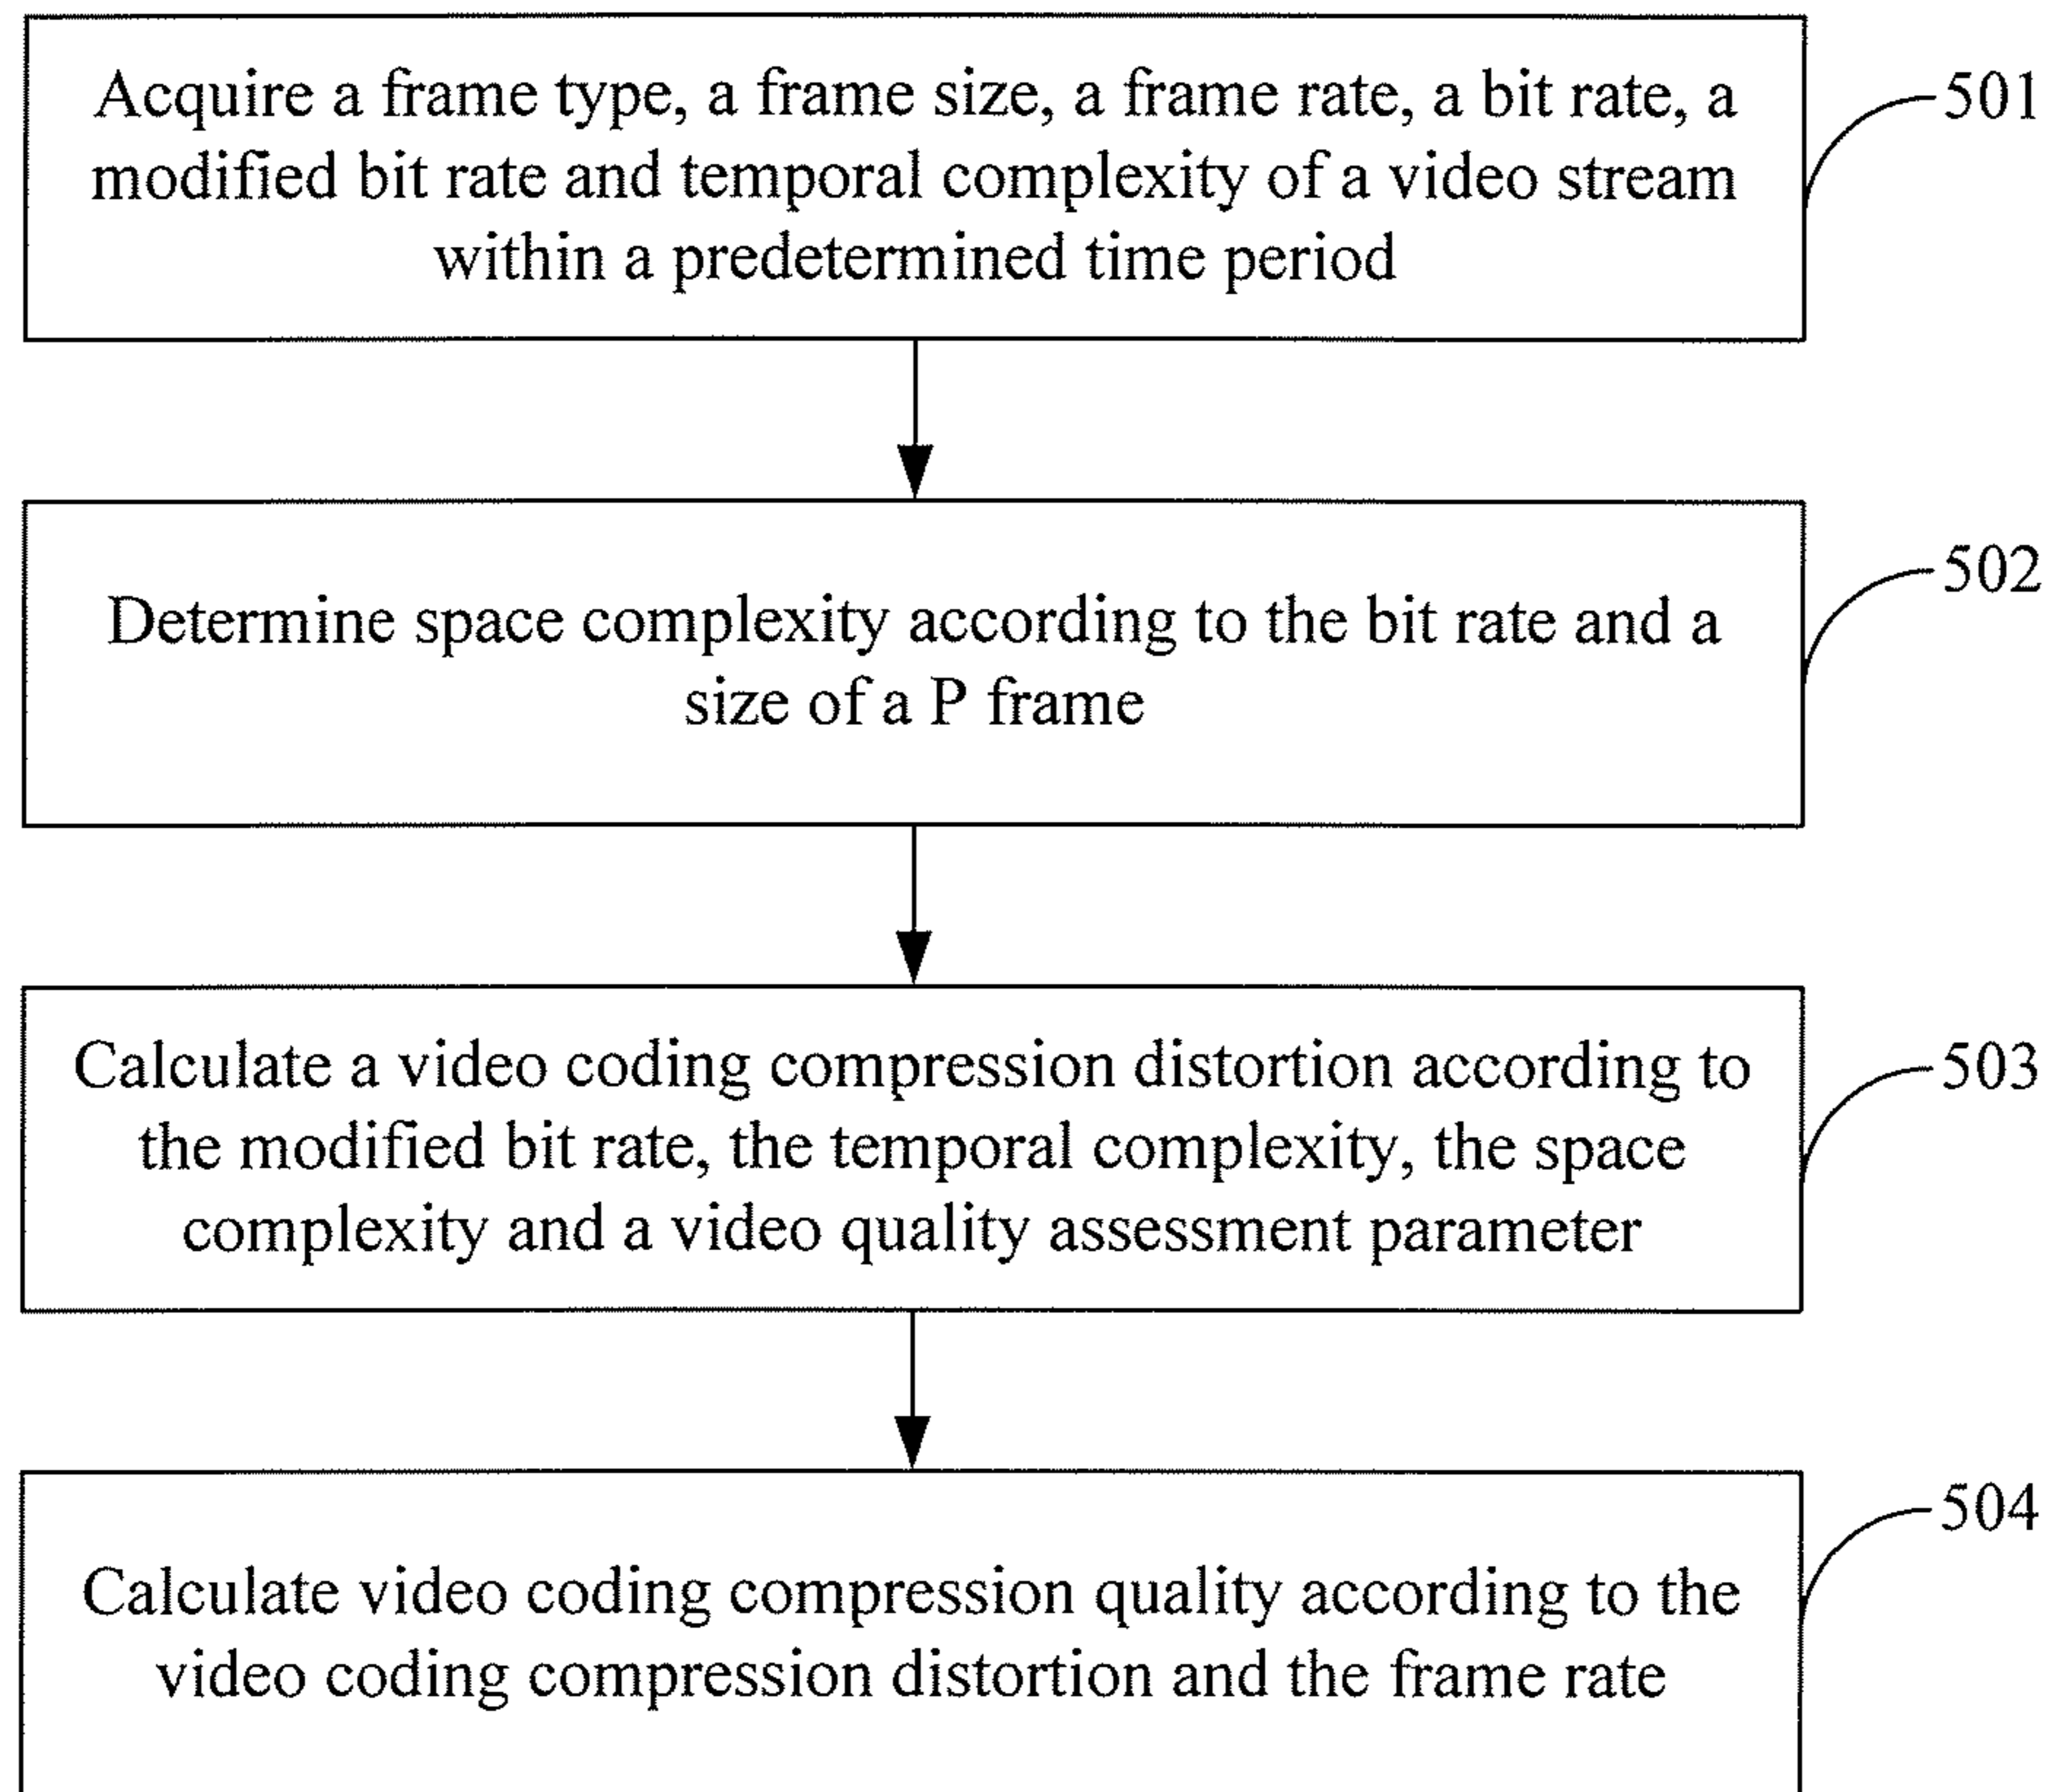 Acquire a frame type, a frame size, a frame rate, a bit rate, a
modified bit rate and temporal complexity of a video stream
within a predetermined time period
501
Determine space complexity according to the bit rate and a
size of a P frame
502
Calculate a video coding compression distortion according to
the modified bit rate, the temporal complexity, the space
complexity and a video quality assessment parameter
503
Calculate video coding compression quality according to the
video coding compression distortion and the frame rate
504